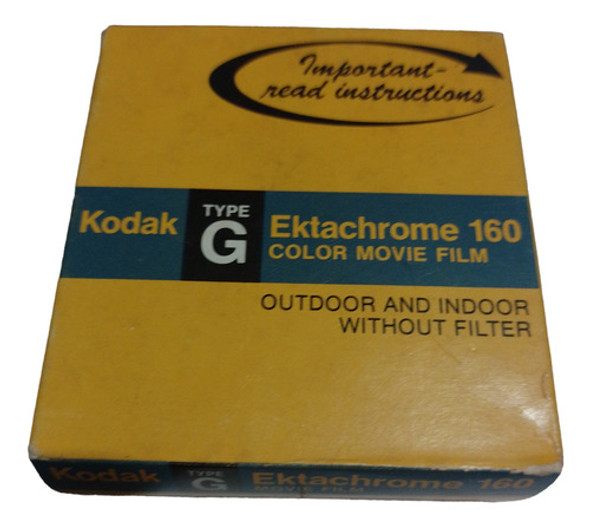 Important-
read instructions
Kodak TYPE G Ektachrome 160
COLOR MOVIE FILM
OUTDOOR AND INDOOR
WITHOUT FILTER
Kodak TYPE G Ektachrome 160
MOVIE FILM